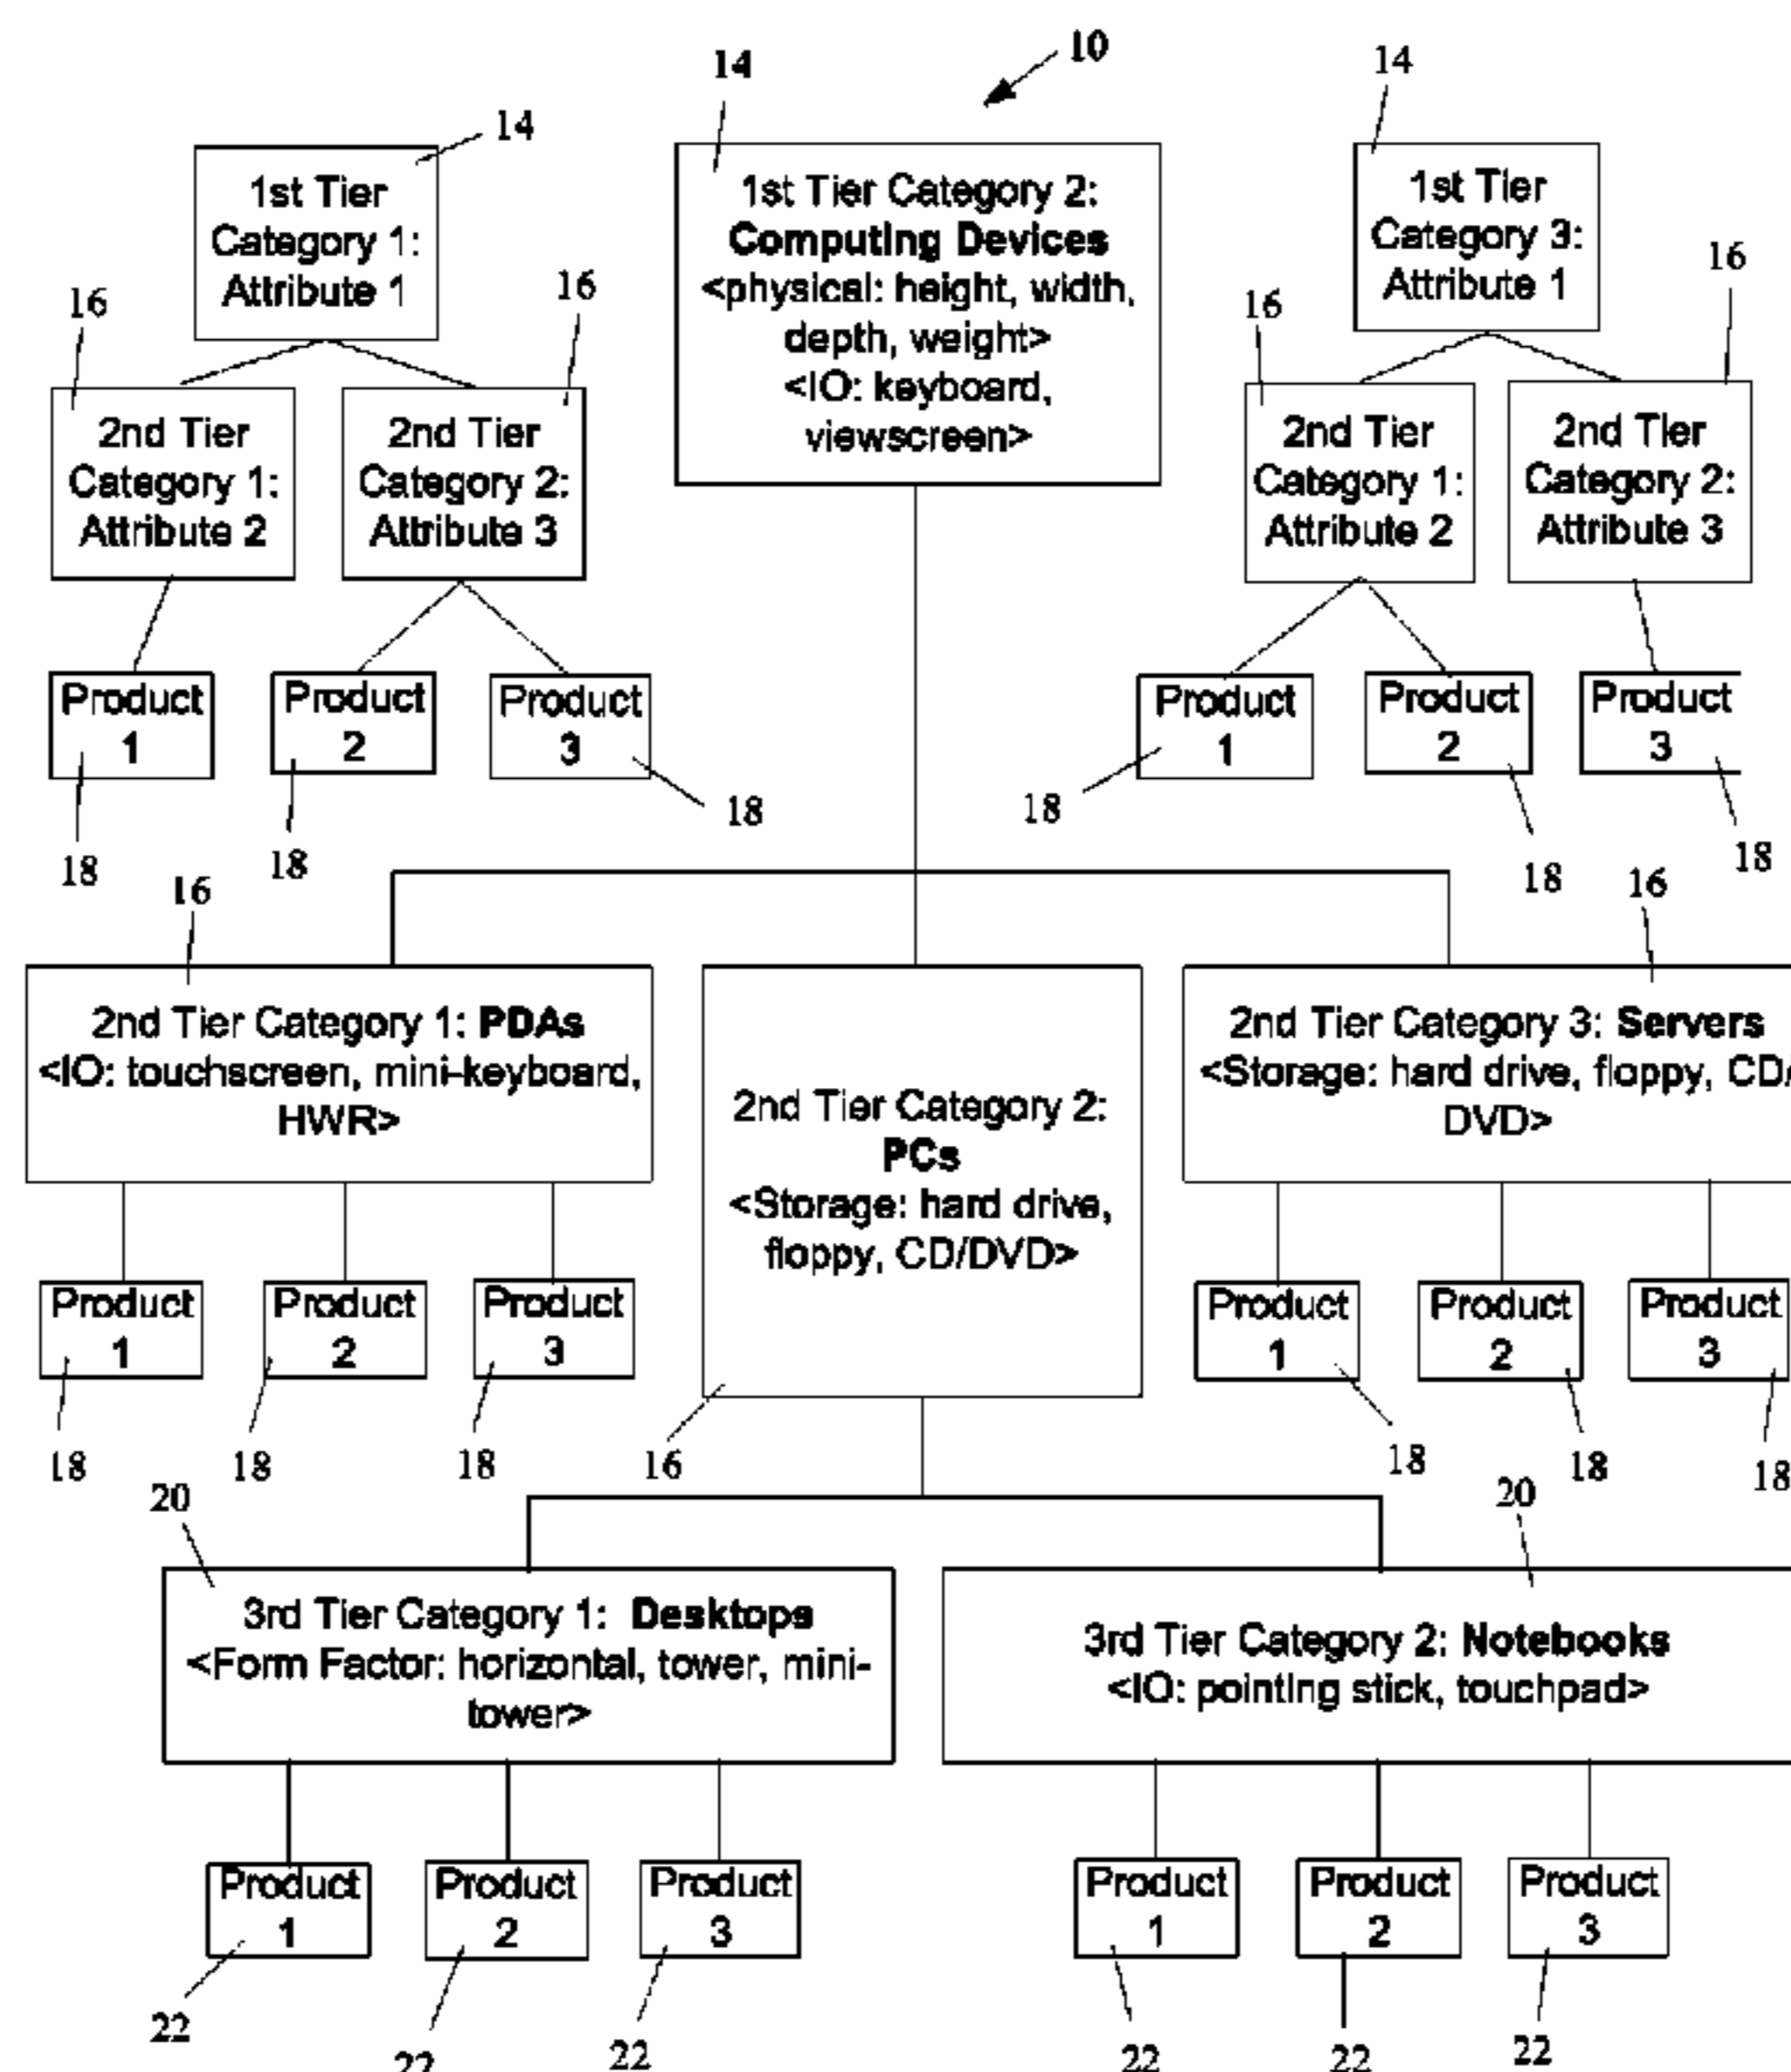 10
14
14
14
1st Tier
Category 1:
Attribute 1
1st Tier Category 2:
Computing Devices
<physical: height, width,
depth, weight>
<IO: keyboard,
viewscreen>
1st Tier
Category 3:
Attribute 1
16
16
16
16
2nd Tier
Category 1:
Attribute 2
2nd Tier
Category 2:
Attribute 3
2nd Tier
Category 1:
Attribute 2
2nd Tier
Category 2:
Attribute 3
Product
1
Product
2
Product
3
Product
1
Product
2
Product
3
18
18
18
18
18
18
16
16
2nd Tier Category 1: PDAs
<IO: touchscreen, mini-keyboard,
HWR>
2nd Tier Category 2:
PCs
<Storage: hard drive,
floppy, CD/DVD>
2nd Tier Category 3: Servers
<Storage: hard drive, floppy, CD/
DVD>
Product
1
Product
2
Product
3
Product
1
Product
2
Product
3
18
18
18
16
18
18
18
20
20
3rd Tier Category 1: Desktops
<Form Factor: horizontal, tower, mini-
tower>
3rd Tier Category 2: Notebooks
<IO: pointing stick, touchpad>
Product
1
Product
2
Product
3
Product
1
Product
2
Product
3
22
22
22
22
22
22